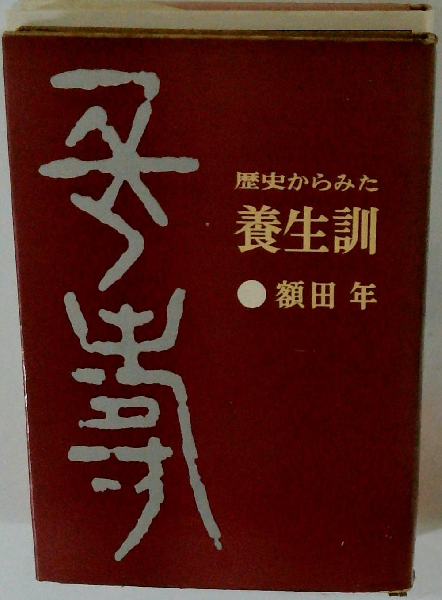 歴史からみた
養生訓
●額田 年